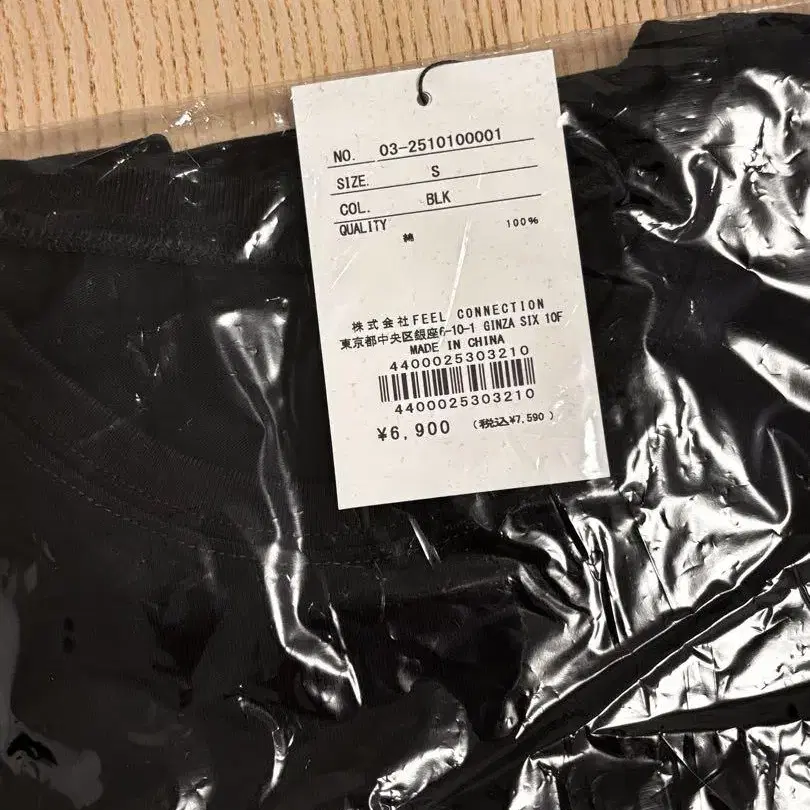 NO. 03-2510100001
SIZE. S
COL. BLK
QUALITY
綿 100%
株式会社FEEL CONNECTION
東京都中央区銀座6-10-1 GINZA SIX 10F
MADE IN CHINA
4400025303210
4400025303210
¥6,900 (税込¥7,590)